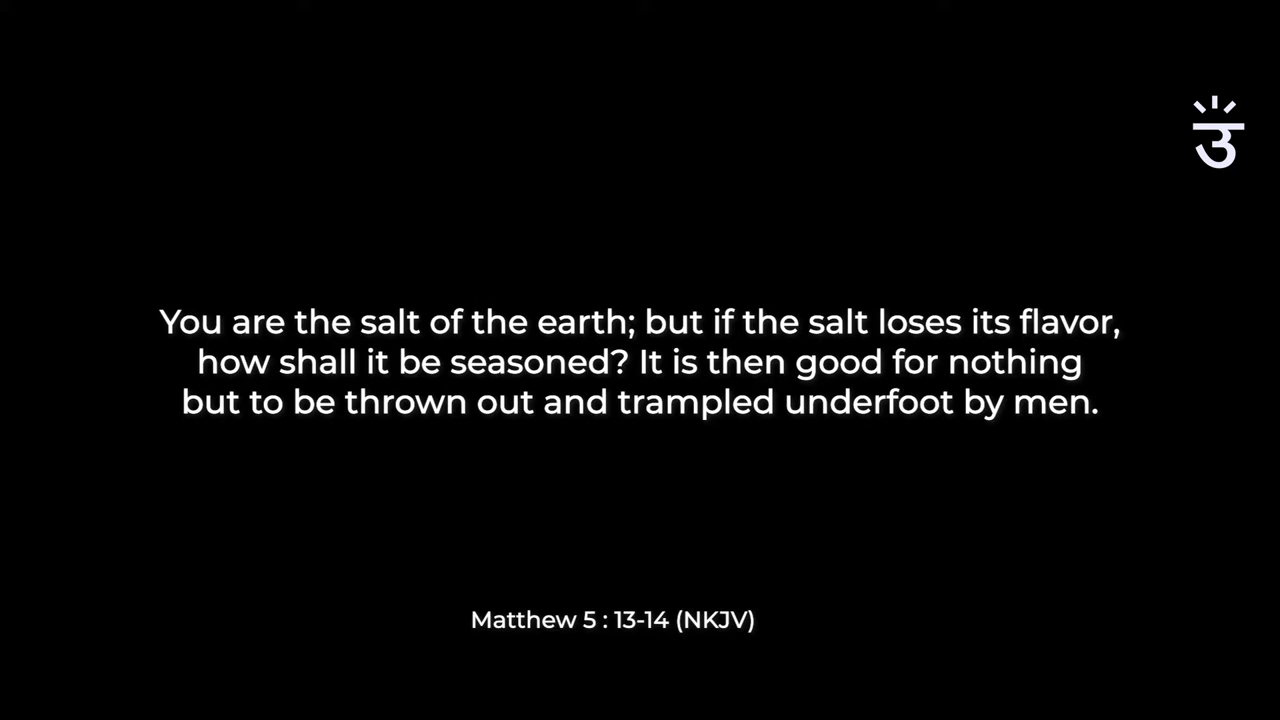 उ
You are the salt of the earth; but if the salt loses its flavor,
how shall it be seasoned? It is then good for nothing
but to be thrown out and trampled underfoot by men.
Matthew 5 : 13-14 (NKJV)